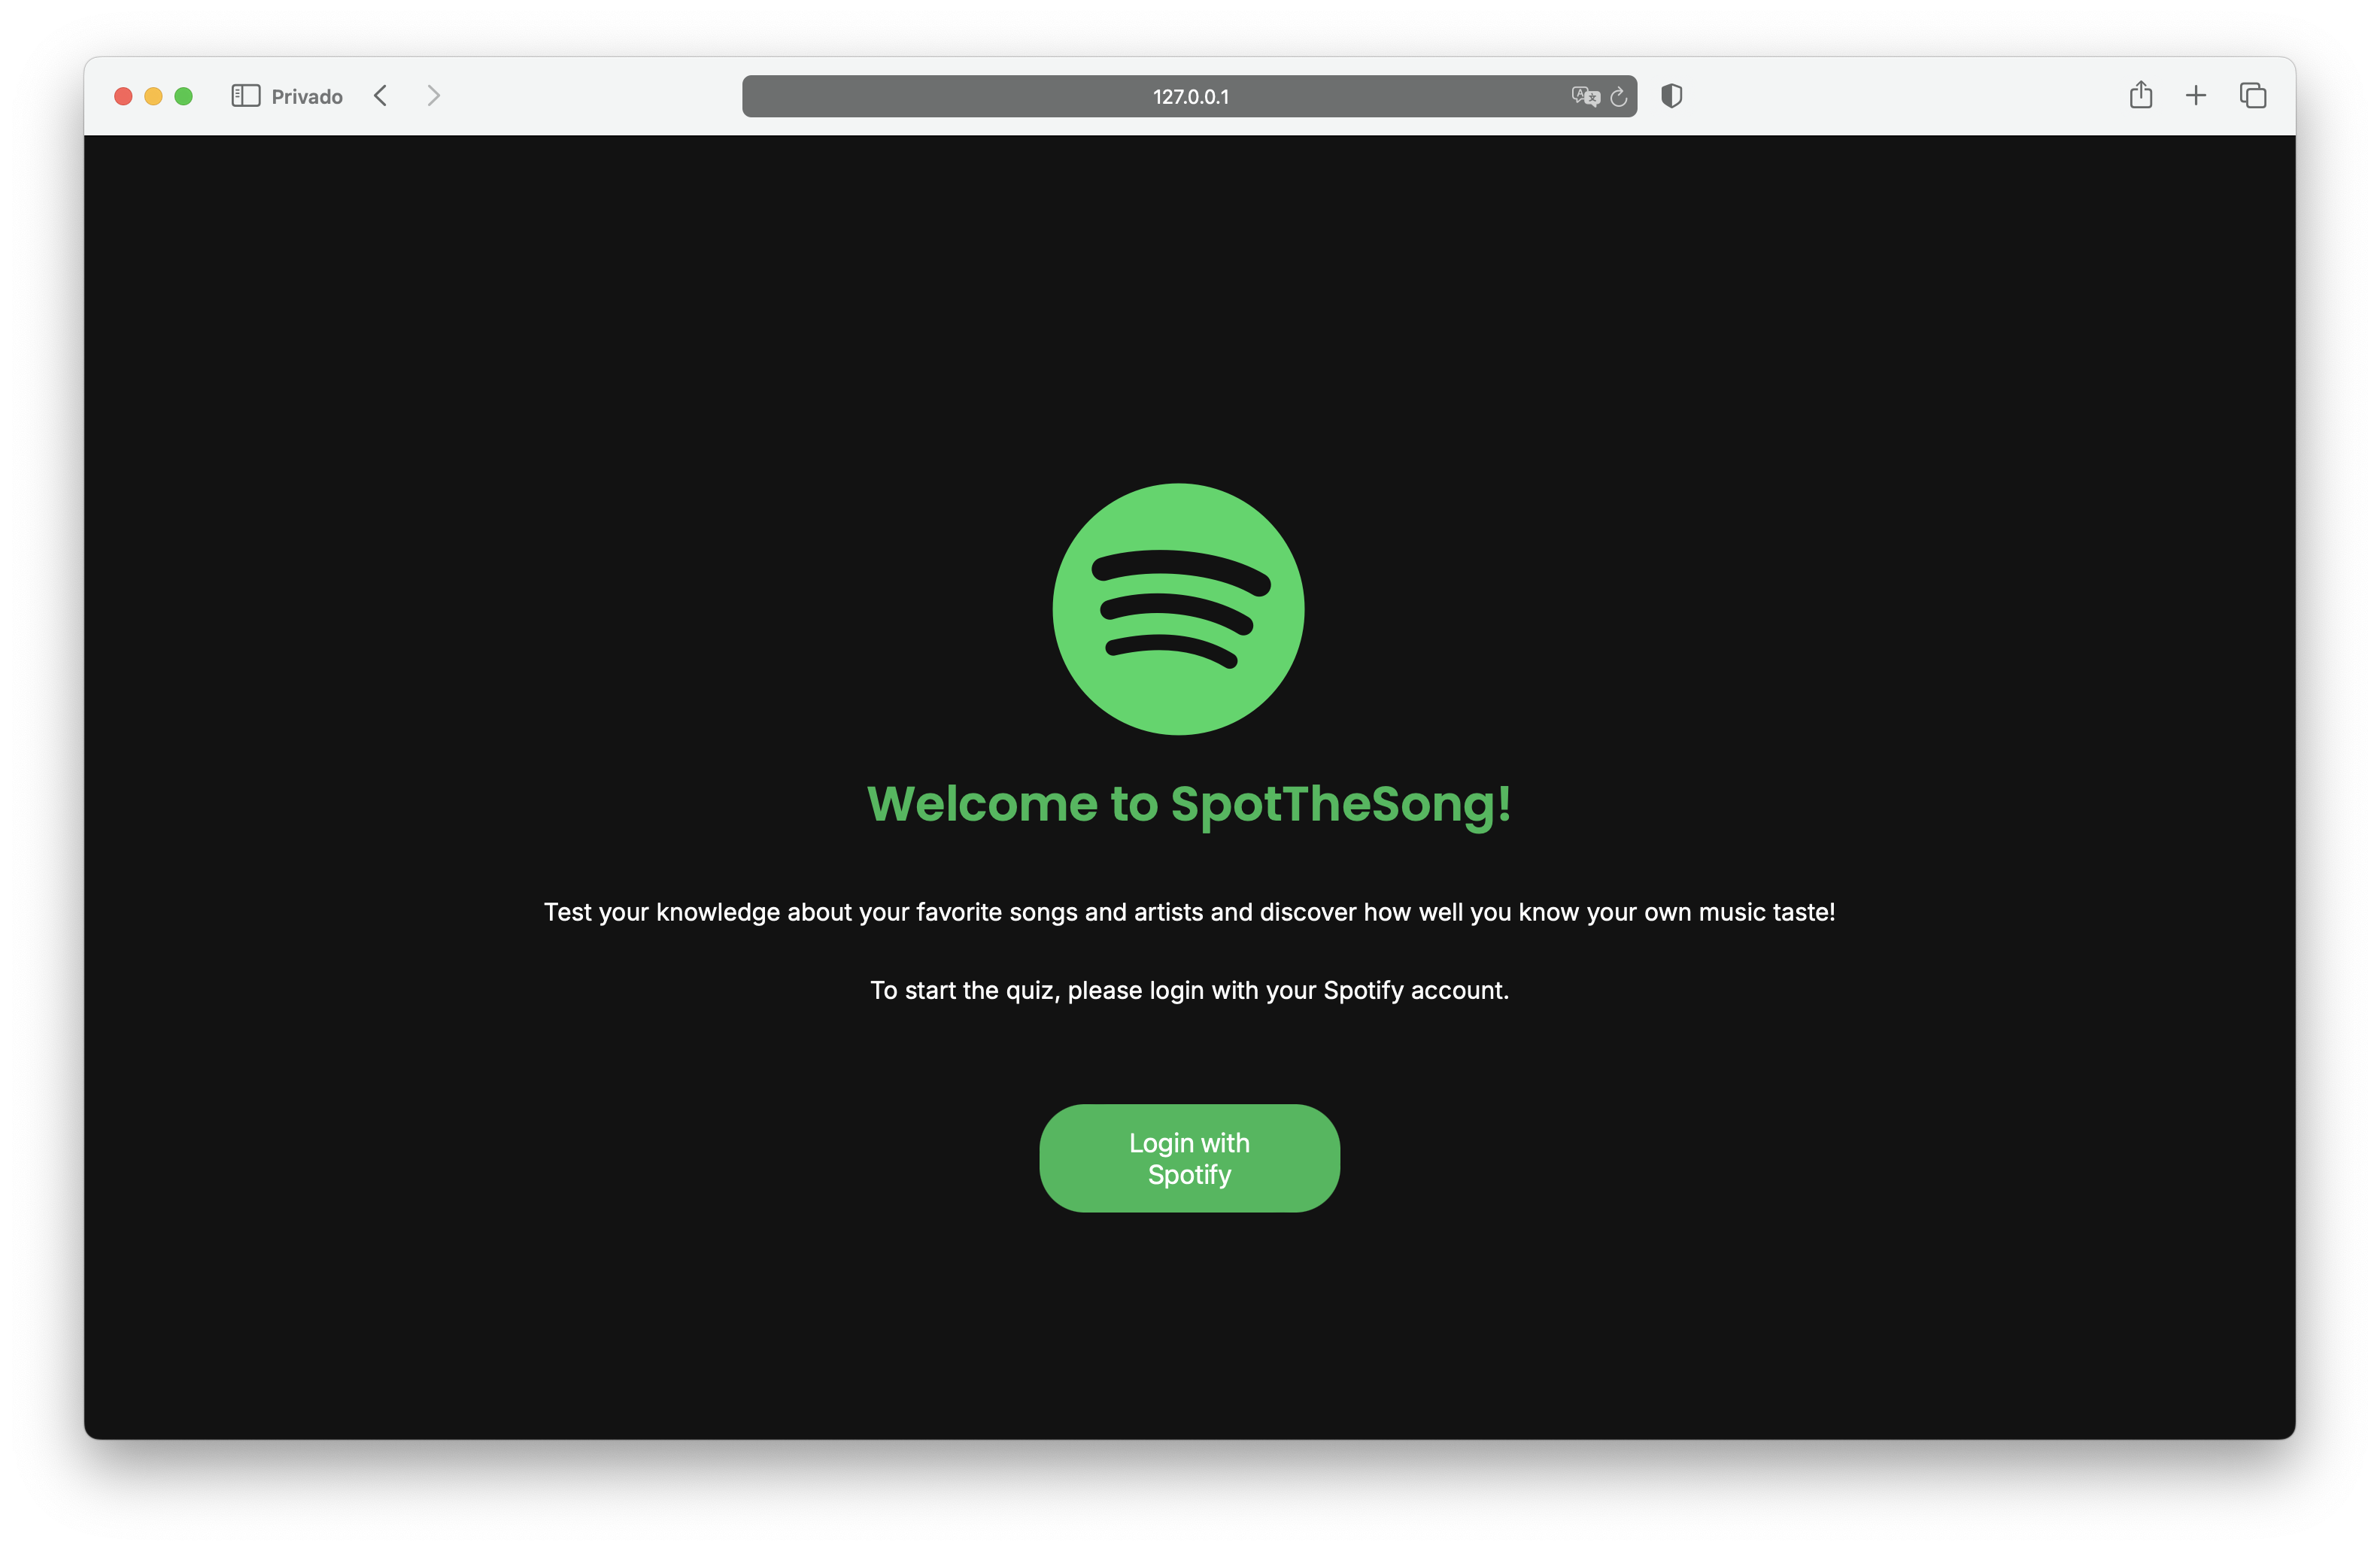 Privado
127.0.0.1
Welcome to SpotTheSong!
Test your knowledge about your favorite songs and artists and discover how well you know your own music taste!
To start the quiz, please login with your Spotify account.
Login with
Spotify